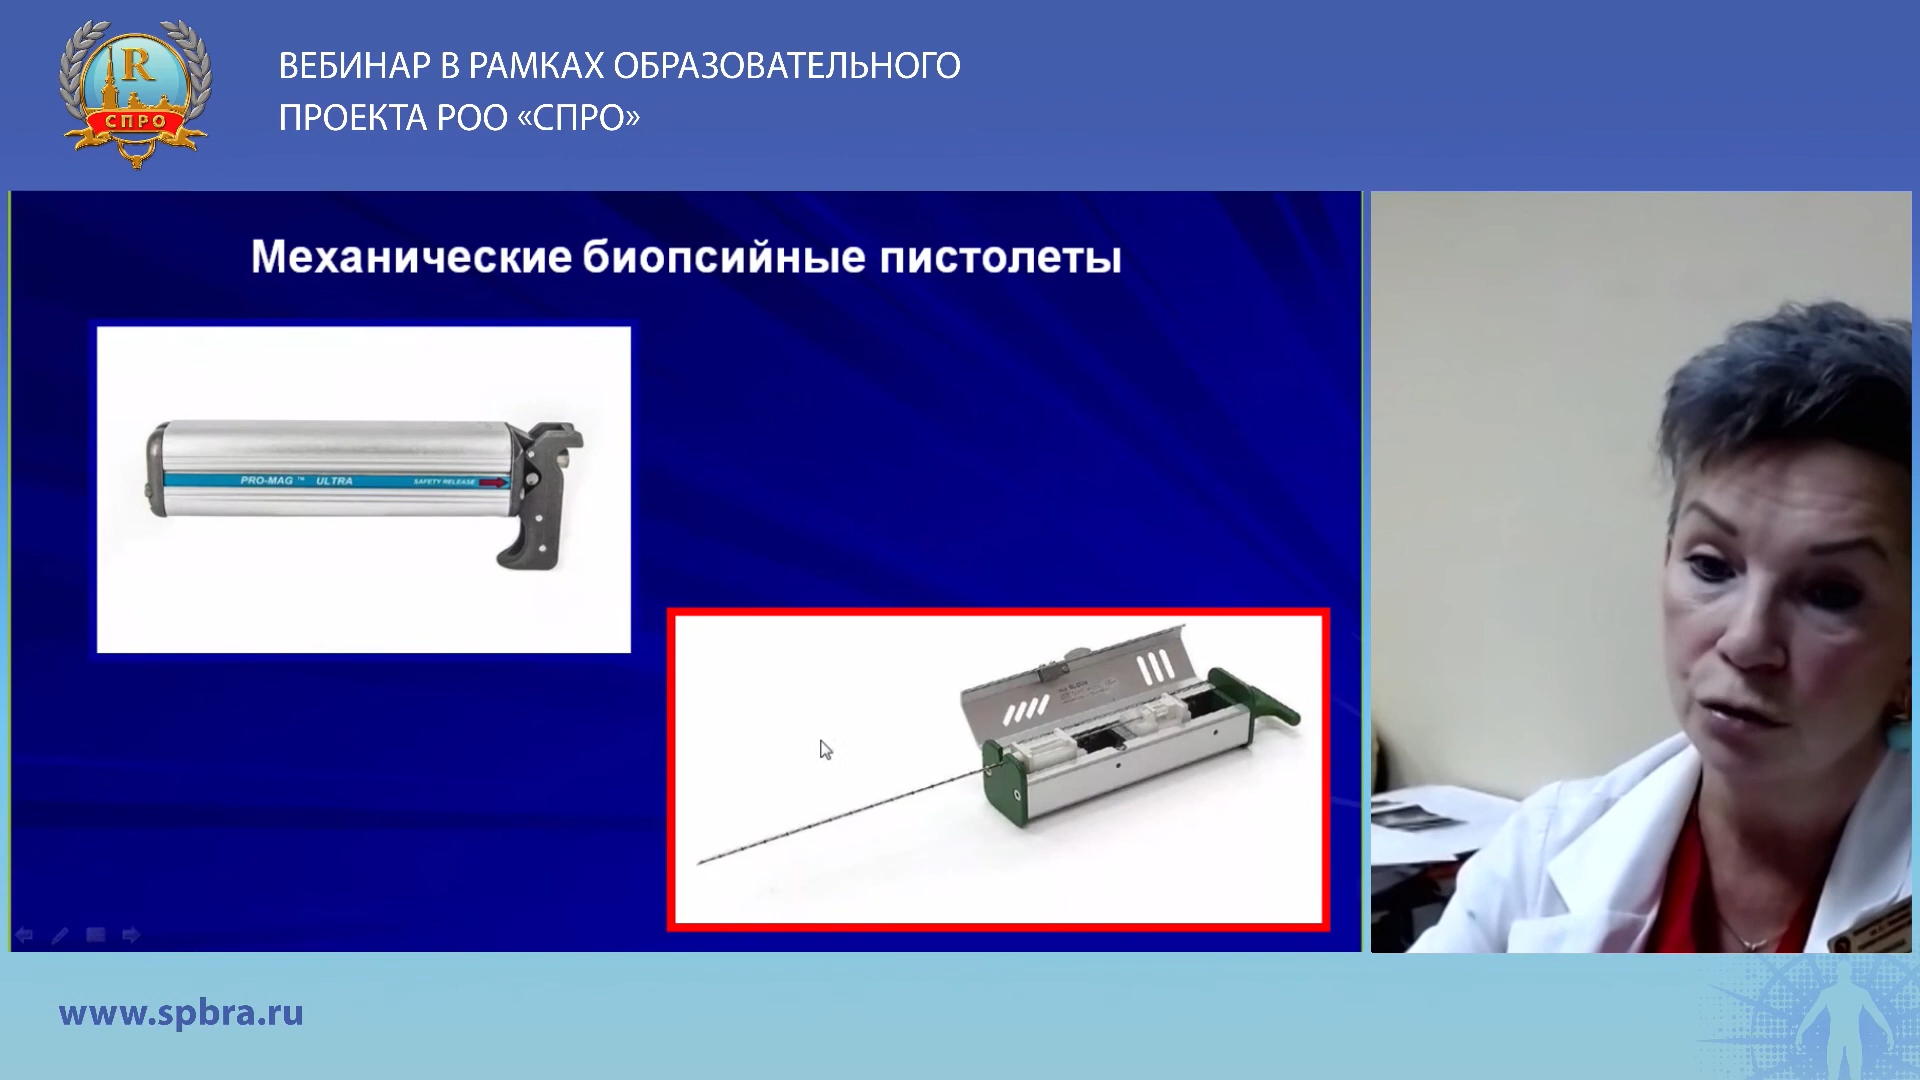 R
СПРО
ВЕБИНАР В РАМКАХ ОБРАЗОВАТЕЛЬНОГО
ПРОЕКТА РОО «СПРО»
Механические биопсийные пистолеты
PRO-MAG ™ ULTRA SAFETY RELEASE
www.spbra.ru